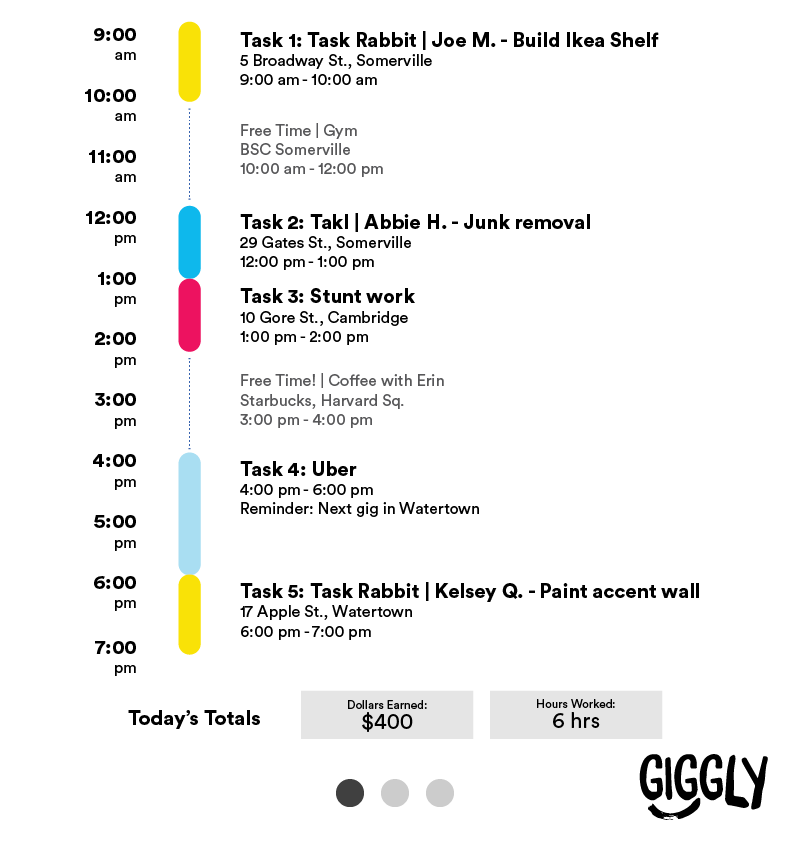 9:00
am
Task 1: Task Rabbit | Joe M. - Build Ikea Shelf
5 Broadway St., Somerville
9:00 am - 10:00 am
10:00
am
Free Time | Gym
BSC Somerville
10:00 am - 12:00 pm
11:00
am
12:00
pm
Task 2: Takl | Abbie H. - Junk removal
29 Gates St., Somerville
12:00 pm - 1:00 pm
1:00
pm
Task 3: Stunt work
10 Gore St., Cambridge
1:00 pm - 2:00 pm
2:00
pm
Free Time! | Coffee with Erin
Starbucks, Harvard Sq.
3:00 pm - 4:00 pm
3:00
pm
4:00
pm
Task 4: Uber
4:00 pm - 6:00 pm
Reminder: Next gig in Watertown
5:00
pm
6:00
pm
Task 5: Task Rabbit | Kelsey Q. - Paint accent wall
17 Apple St., Watertown
6:00 pm - 7:00 pm
7:00
pm
Today's Totals
Dollars Earned:
$400
Hours Worked:
6 hrs
GIGGLY